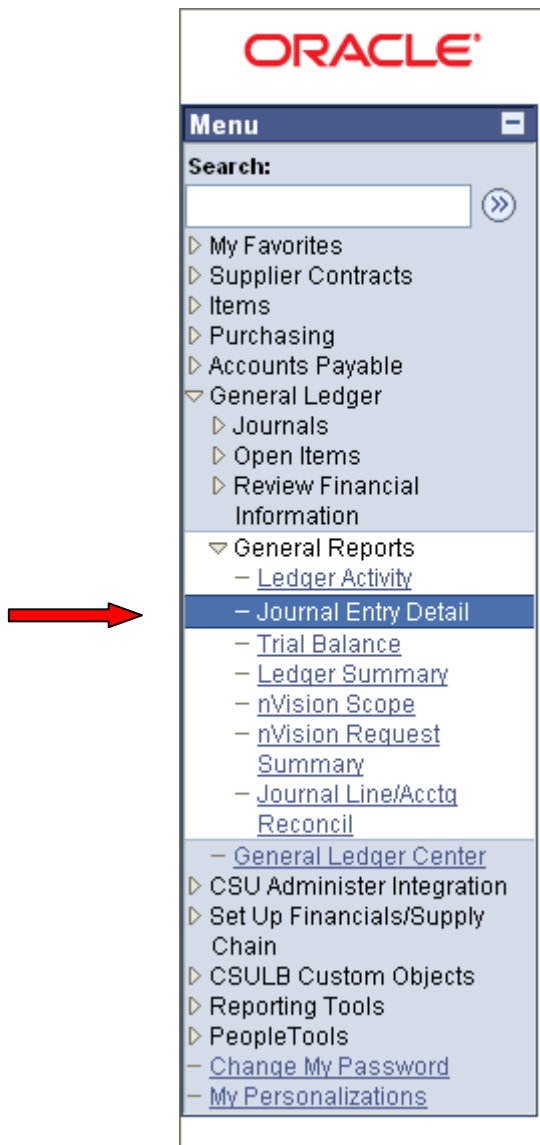 ORACLE
Menu
Search:
My Favorites
Supplier Contracts
Items
Purchasing
Accounts Payable
General Ledger
Journals
Open Items
Review Financial
Information
General Reports
– Ledger Activity
– Journal Entry Detail
– Trial Balance
– Ledger Summary
– nVision Scope
– nVision Request
Summary
– Journal Line/Acctg
Reconcil
– General Ledger Center
CSU Administer Integration
Set Up Financials/Supply
Chain
CSULB Custom Objects
Reporting Tools
PeopleTools
– Change My Password
– My Personalizations